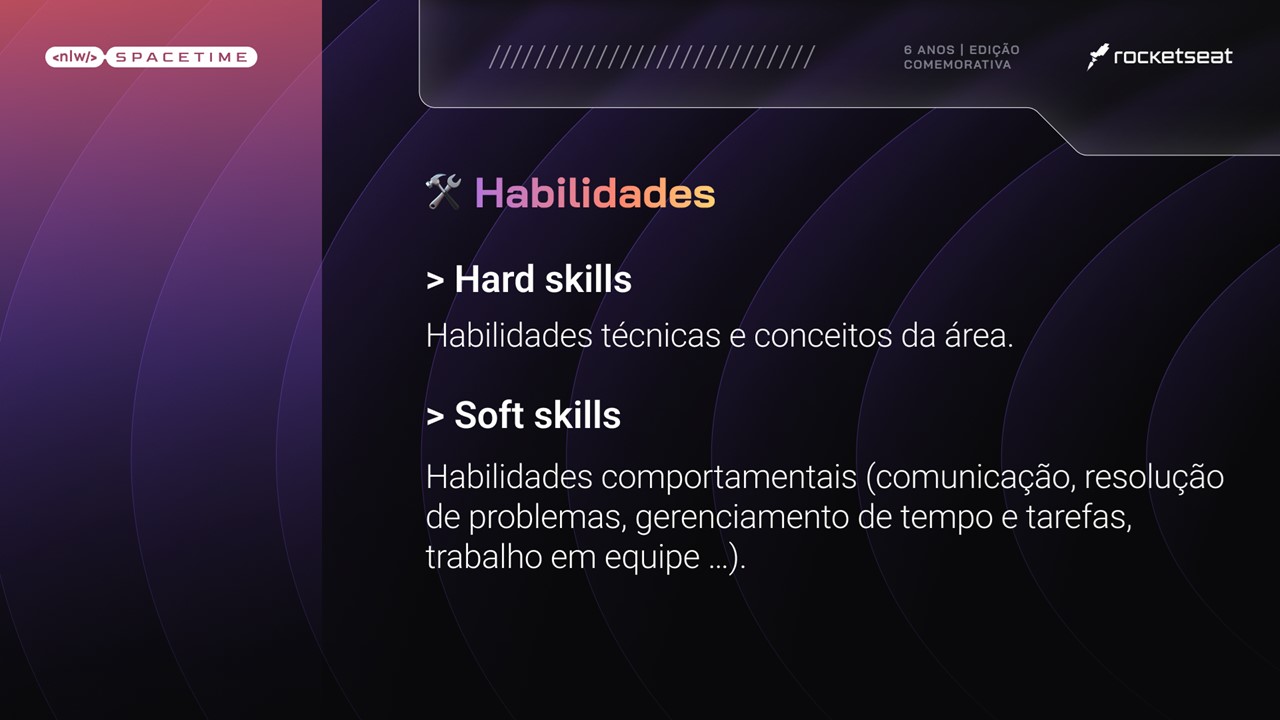 <nlw/> SPACETIME
6 ANOS | EDIÇÃO
COMEMORATIVA
rocketseat
Habilidades
> Hard skills
Habilidades técnicas e conceitos da área.
> Soft skills
Habilidades comportamentais (comunicação, resolução
de problemas, gerenciamento de tempo e tarefas,
trabalho em equipe ...).